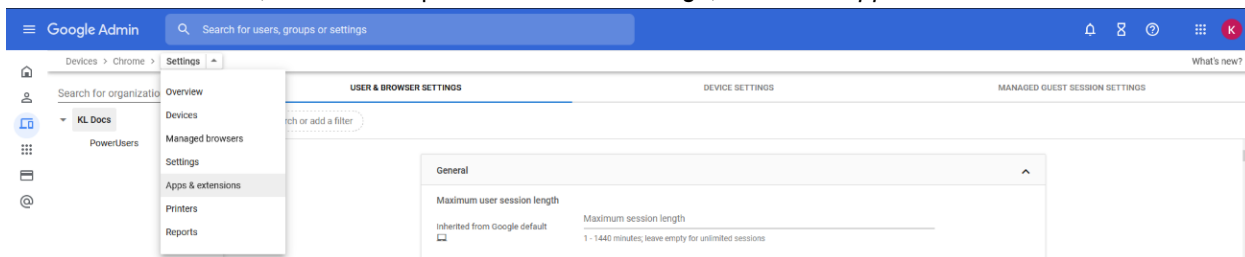 Google Admin
Search for users, groups or settings
K
Devices > Chrome > Settings
What's new?
Search for organizatio
USER & BROWSER SETTINGS
DEVICE SETTINGS
MANAGED GUEST SESSION SETTINGS
Overview
KL Docs
Devices
rch or add a filter
PowerUsers
Managed browsers
Settings
General
Apps & extensions
Printers
Maximum user session length
Reports
Inherited from Google default
Maximum session length
1 - 1440 minutes; leave empty for unlimited sessions